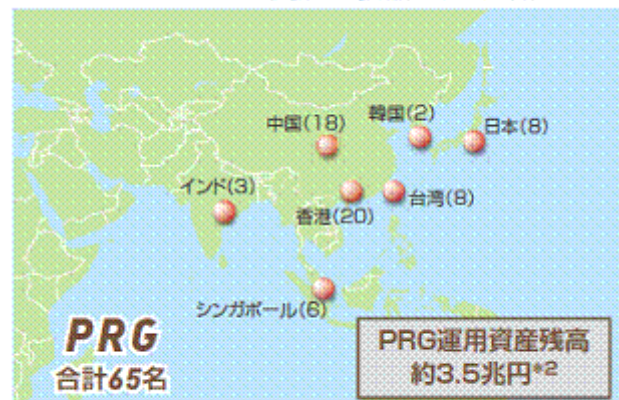 中国(18)
韓国(2)
日本(8)
インド(3)
香港(20)
台湾(8)
シンガポール(6)
PRG
合計65名
PRG運用資産残高
約3.5兆円*2